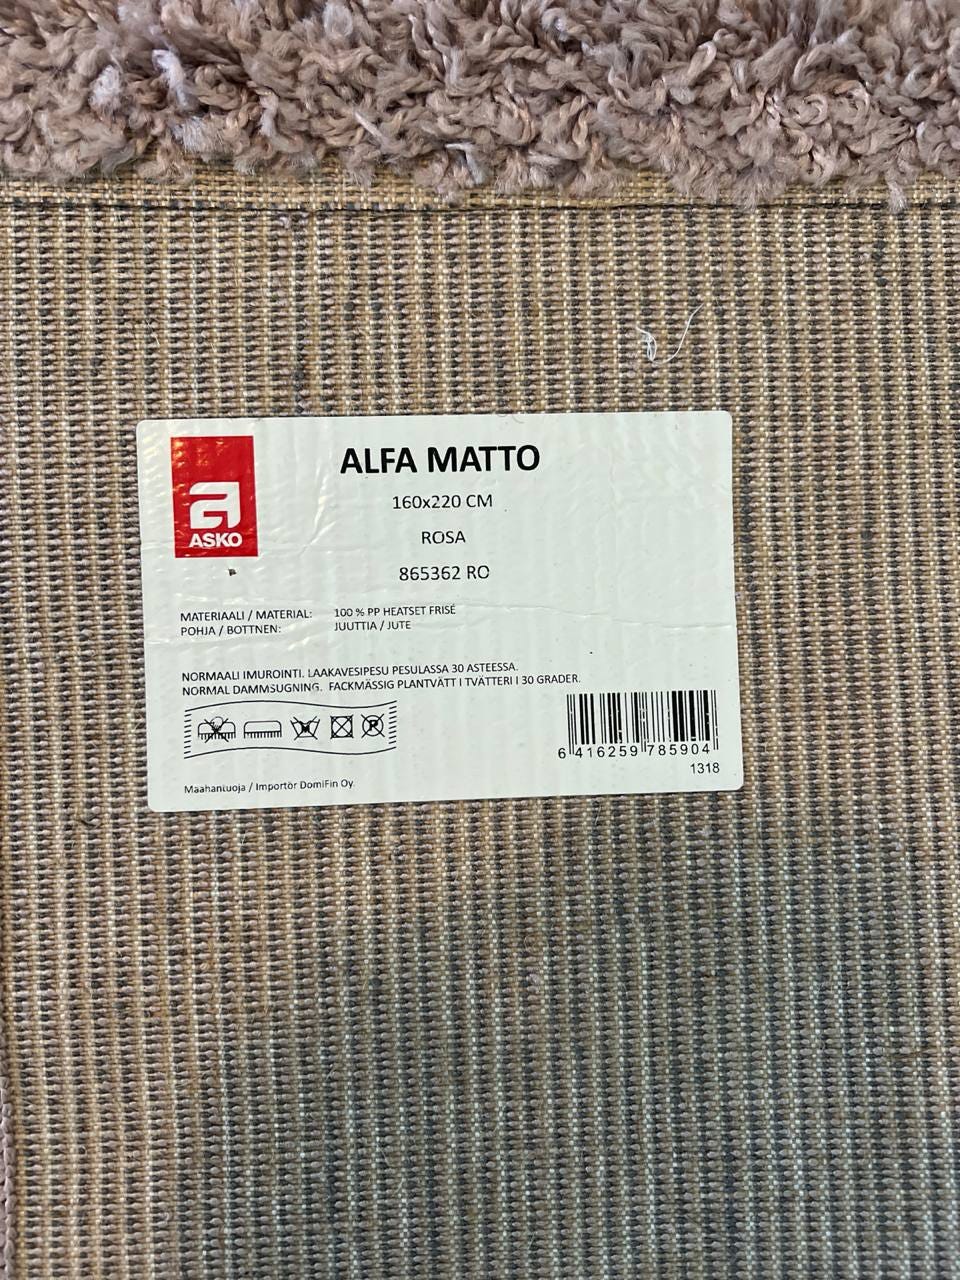 ASKO
ALFA MATTO
160x220 CM
ROSA
865362 RO
MATERIAALI / MATERIAL: 100 % PP HEATSET FRISÉ
POHJA / BOTTNEN: JUUTTIA / JUTE
NORMAALI IMUROINTI. LAAKAVESIPESU PESULASSA 30 ASTEESSA.
NORMAL DAMMSUGNING. FACKMÄSSIG PLANTVÄTT I TVÄTTERI I 30 GRADER.
P
6 416259 785904
1318
Maahantuoja / Importör DomiFin Oy.